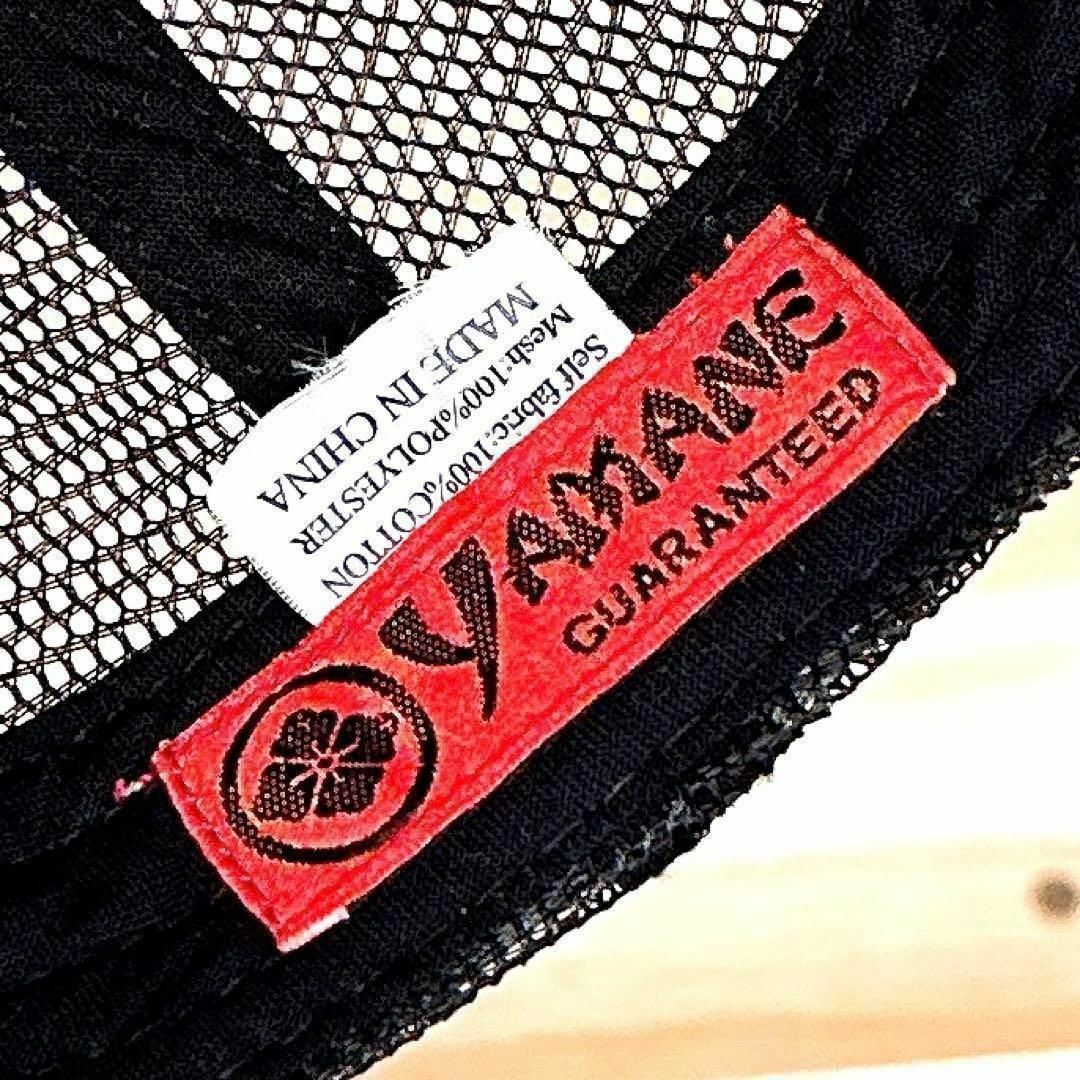 YAMANE
GUARANTEED
Self fabric:100%COTTON
Mesh:100%POLYESTER
MADE IN CHINA